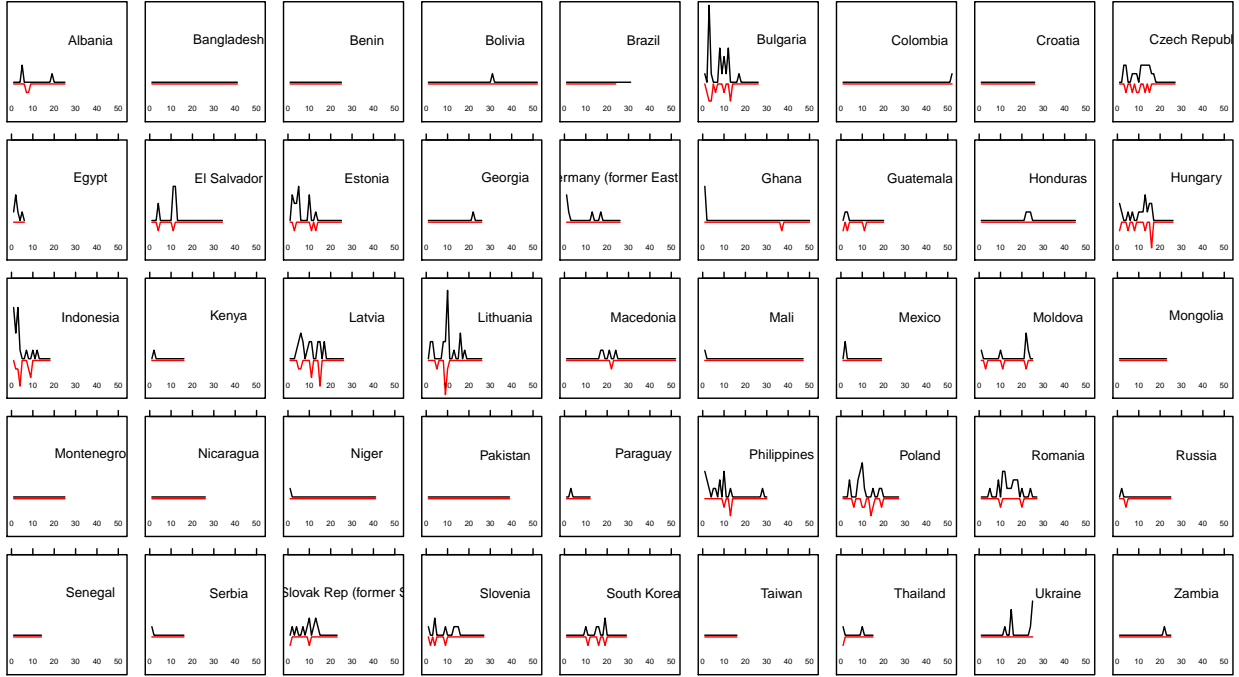 Albania Bangladesh Benin Bolivia Brazil Bulgaria Colombia Croatia Czech Republ
0 10 20 30 40 50 0 10 20 30 40 50 0 10 20 30 40 50 0 10 20 30 40 50 0 10 20 30 40 50 0 10 20 30 40 50 0 10 20 30 40 50 0 10 20 30 40 50 0 10 20 30 40 50
Egypt El Salvador Estonia Georgia ermany (former East Ghana Guatemala Honduras Hungary
0 10 20 30 40 50 0 10 20 30 40 50 0 10 20 30 40 50 0 10 20 30 40 50 0 10 20 30 40 50 0 10 20 30 40 50 0 10 20 30 40 50 0 10 20 30 40 50 0 10 20 30 40 50
Indonesia Kenya Latvia Lithuania Macedonia Mali Mexico Moldova Mongolia
0 10 20 30 40 50 0 10 20 30 40 50 0 10 20 30 40 50 0 10 20 30 40 50 0 10 20 30 40 50 0 10 20 30 40 50 0 10 20 30 40 50 0 10 20 30 40 50 0 10 20 30 40 50
Montenegro Nicaragua Niger Pakistan Paraguay Philippines Poland Romania Russia
0 10 20 30 40 50 0 10 20 30 40 50 0 10 20 30 40 50 0 10 20 30 40 50 0 10 20 30 40 50 0 10 20 30 40 50 0 10 20 30 40 50 0 10 20 30 40 50 0 10 20 30 40 50
Senegal Serbia Slovak Rep (former S Slovenia South Korea Taiwan Thailand Ukraine Zambia
0 10 20 30 40 50 0 10 20 30 40 50 0 10 20 30 40 50 0 10 20 30 40 50 0 10 20 30 40 50 0 10 20 30 40 50 0 10 20 30 40 50 0 10 20 30 40 50 0 10 20 30 40 50